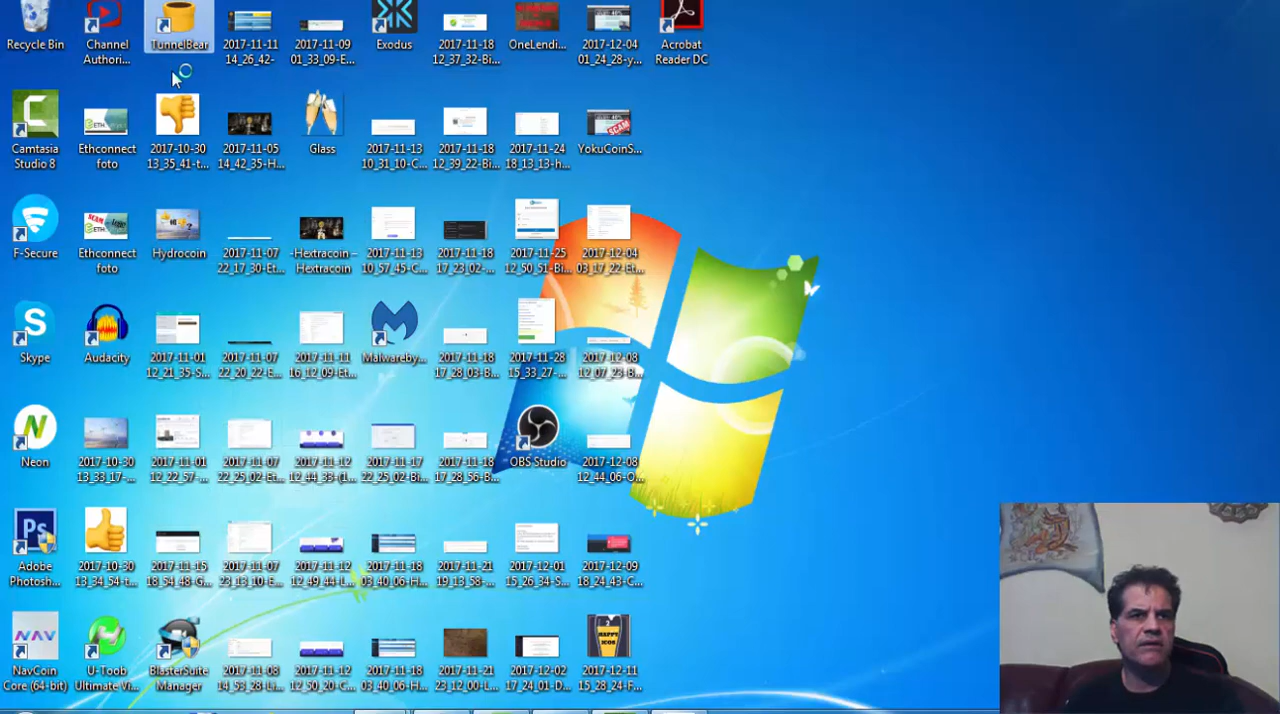 Recycle Bin
Channel
Authori...
TunnelBear
2017-11-11
14_26_42-
2017-11-09
01_33_09-E...
Exodus
2017-11-18
12_37_32-Bi...
OneLendi...
2017-12-04
01_24_28-y...
Acrobat
Reader DC
Camtasia
Studio 8
Ethconnect
foto
2017-10-30
13_35_41-t...
2017-11-05
14_42_35-H...
Glass
2017-11-13
10_31_10-C...
2017-11-18
12_39_22-Bi...
2017-11-24
18_13_13-h...
YokuCoinS...
SCAM
F-Secure
Ethconnect
foto
Hydrocoin
2017-11-07
22_17_30-Et...
-Hextracoin –
Hextracoin
2017-11-13
10_57_45-C...
2017-11-18
17_23_02-...
2017-11-25
12_50_51-Bi...
2017-12-04
03_17_22-Et...
Skype
Audacity
2017-11-01
12_21_35-S...
2017-11-07
22_20_22-E...
2017-11-11
16_12_09-Et...
Malwareby...
2017-11-18
17_28_03-B...
2017-11-28
15_33_27-...
2017-12-08
12_07_23-B...
Neon
2017-10-30
13_33_17-...
2017-11-01
12_22_57-...
2017-11-07
22_25_02-Et...
2017-11-12
12_44_33-(1...
2017-11-17
22_25_02-Bi...
2017-11-18
17_28_56-B...
OBS Studio
2017-12-08
12_44_06-O...
Ps
Adobe
Photosh...
2017-10-30
13_34_54-t...
2017-11-15
18_54_48-G...
2017-11-07
23_13_10-E...
2017-11-12
12_49_44-L...
2017-11-18
03_40_06-H...
2017-11-21
19_13_58-...
2017-12-01
15_26_34-S...
2017-12-09
18_24_43-C...
NAV
NavCoin
Core (64-bit)
U-Toob
Ultimate Vi...
BlasterSuite
Manager
2017-11-08
14_53_28-Li...
2017-11-12
12_50_20-C...
2017-11-18
03_40_06-H...
2017-11-21
23_12_00-L...
2017-12-02
17_24_01-D...
HAPPY
2017-12-11
15_28_24-F...